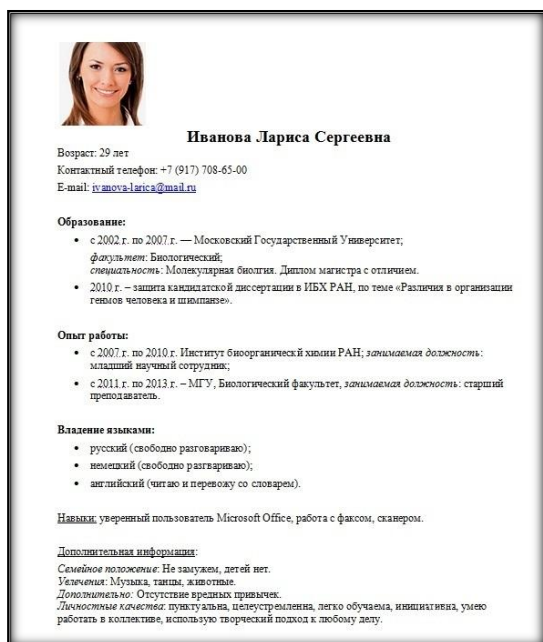 Иванова Лариса Сергеевна
Возраст: 29 лет
Контактный телефон: +7 (917) 708-65-00
E-mail: ivanova-larica@mail.ru
Образование:
• с 2002 г. по 2007 г. — Московский Государственный Университет;
факультет: Биологический;
специальность: Молекулярная биолгия. Диплом магистра с отличием.
• 2010 г. – защита кандидатской диссертации в ИБХ РАН, по теме «Различия в организации
генмов человека и шимпанзе».
Опыт работы:
• с 2007 г. по 2010 г. Институт биоорганическй химии РАН; занимаемая должность:
младший научный сотрудник;
• с 2011 г. по 2013 г. – МГУ, Биологический факультет, занимаемая должность: старший
преподаватель.
Владение языками:
• русский (свободно разговариваю);
• немецкий (свободно разгвариваю);
• английский (читаю и перевожу со словарем).
Навыки: уверенный пользователь Microsoft Office, работа с факсом, сканером.
Дополнительная информация:
Семейное положение: Не замужем, детей нет.
Увлечения: Музыка, танцы, животные.
Дополнительно: Отсутствие вредных привычек.
Личностные качества: пунктуальна, целеустремленна, легко обучаема, инициативна, умею
работать в коллективе, использую творческий подход к любому делу.